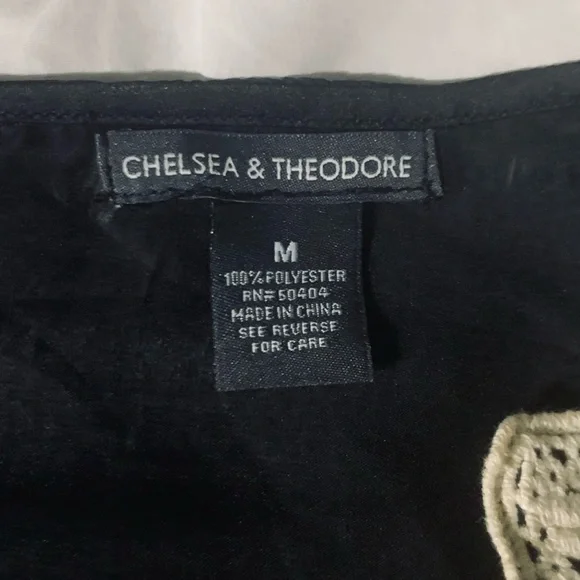 CHELSEA & THEODORE
M
100% POLYESTER
RN# 50404
MADE IN CHINA
SEE REVERSE
FOR CARE